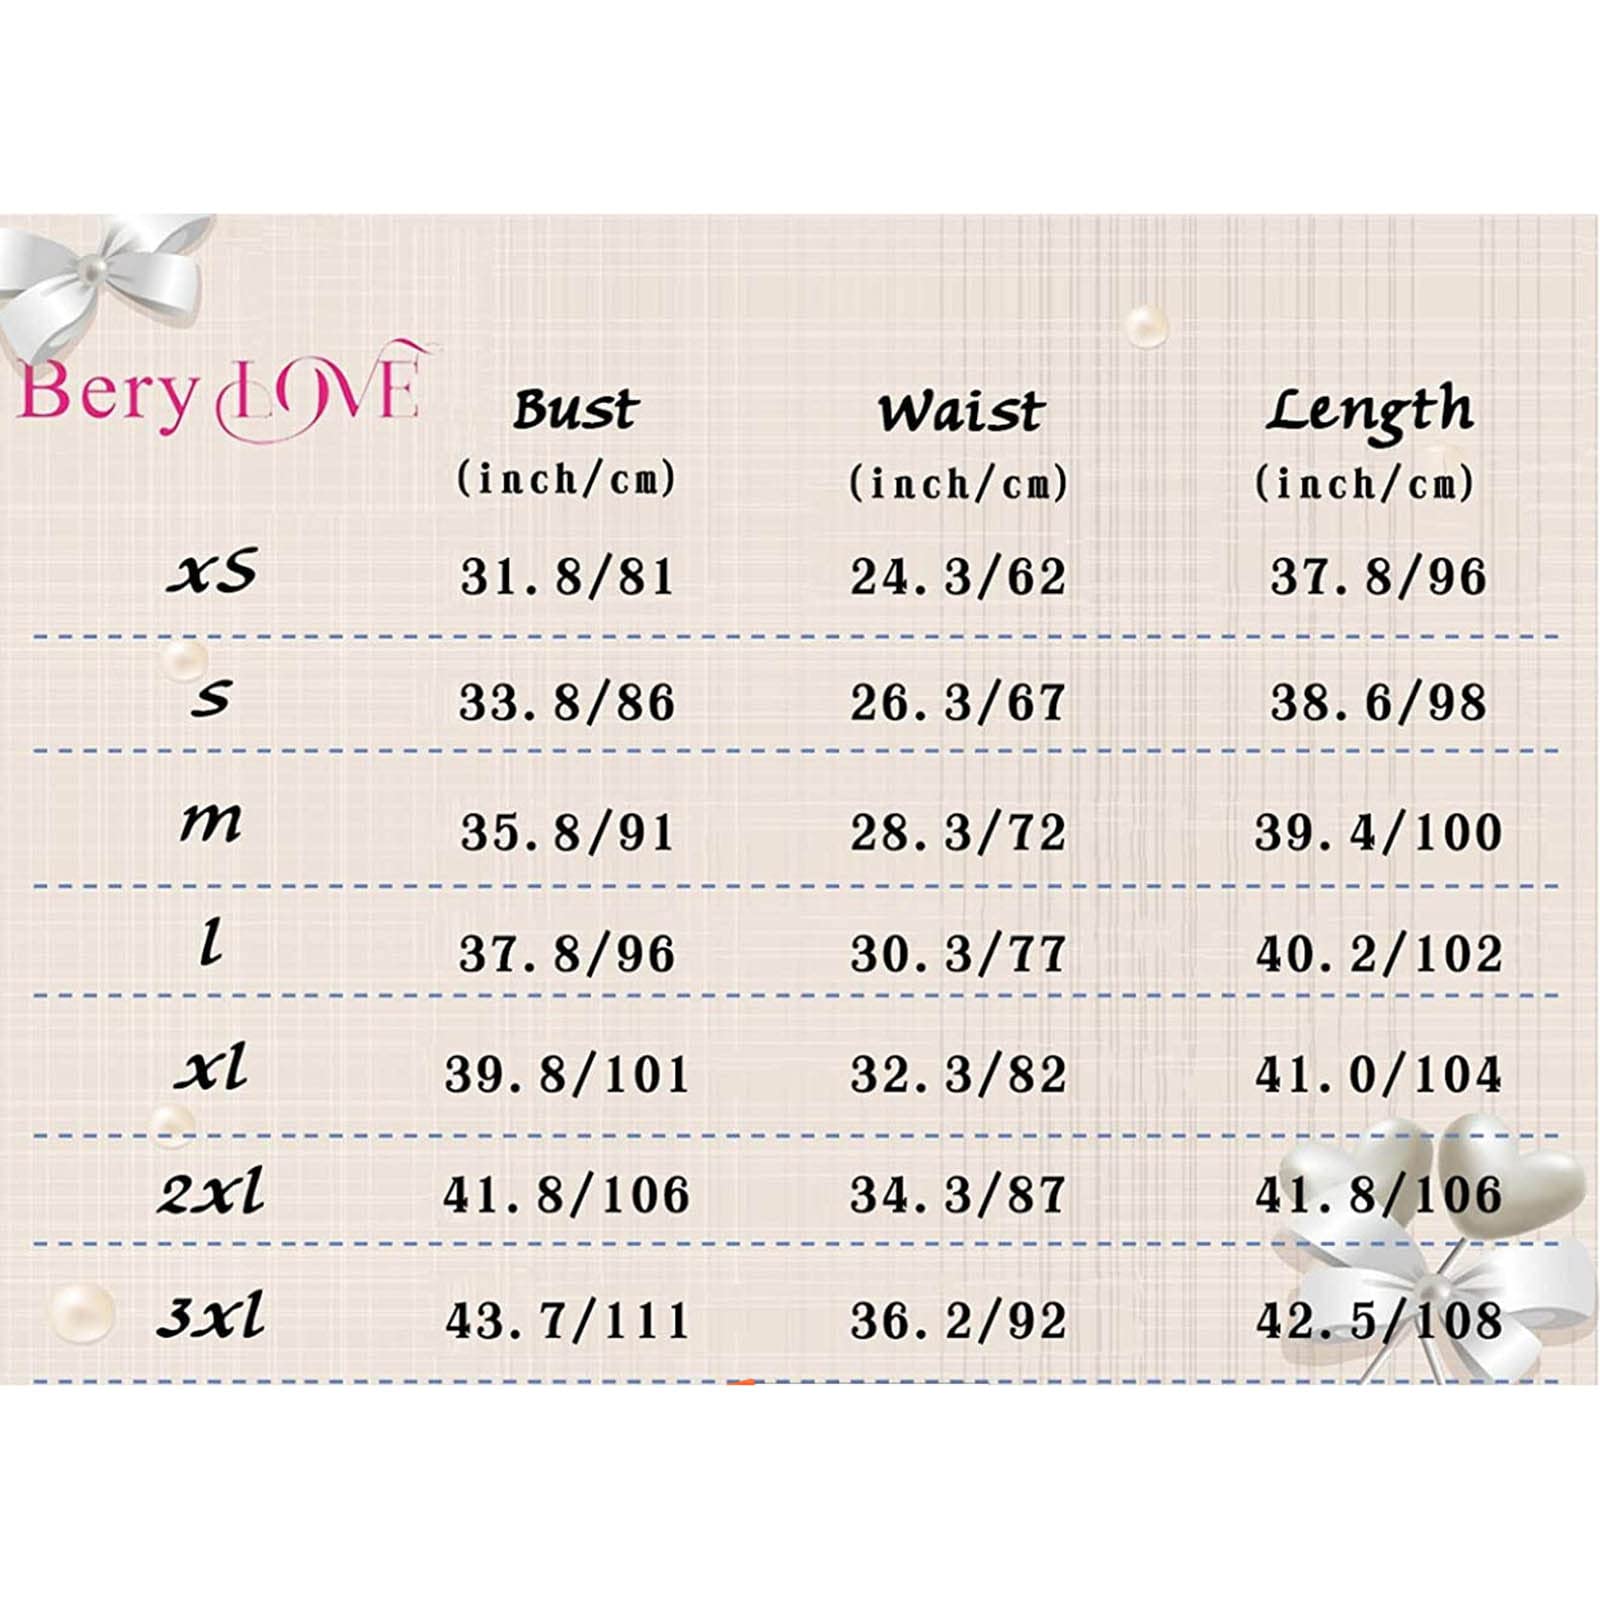 Bery LOVE
Bust Waist Length
(inch/cm) (inch/cm) (inch/cm)
xS 31.8/81 24.3/62 37.8/96
s 33.8/86 26.3/67 38.6/98
m 35.8/91 28.3/72 39.4/100
l 37.8/96 30.3/77 40.2/102
xl 39.8/101 32.3/82 41.0/104
2xl 41.8/106 34.3/87 41.8/106
3xl 43.7/111 36.2/92 42.5/108